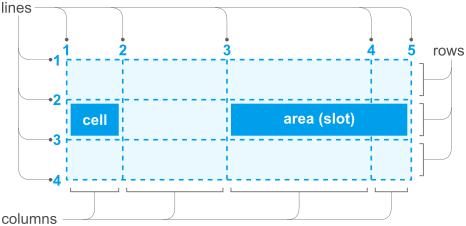 lines
1 2 3 4 5
1
rows
2
cell
area (slot)
3
4
columns